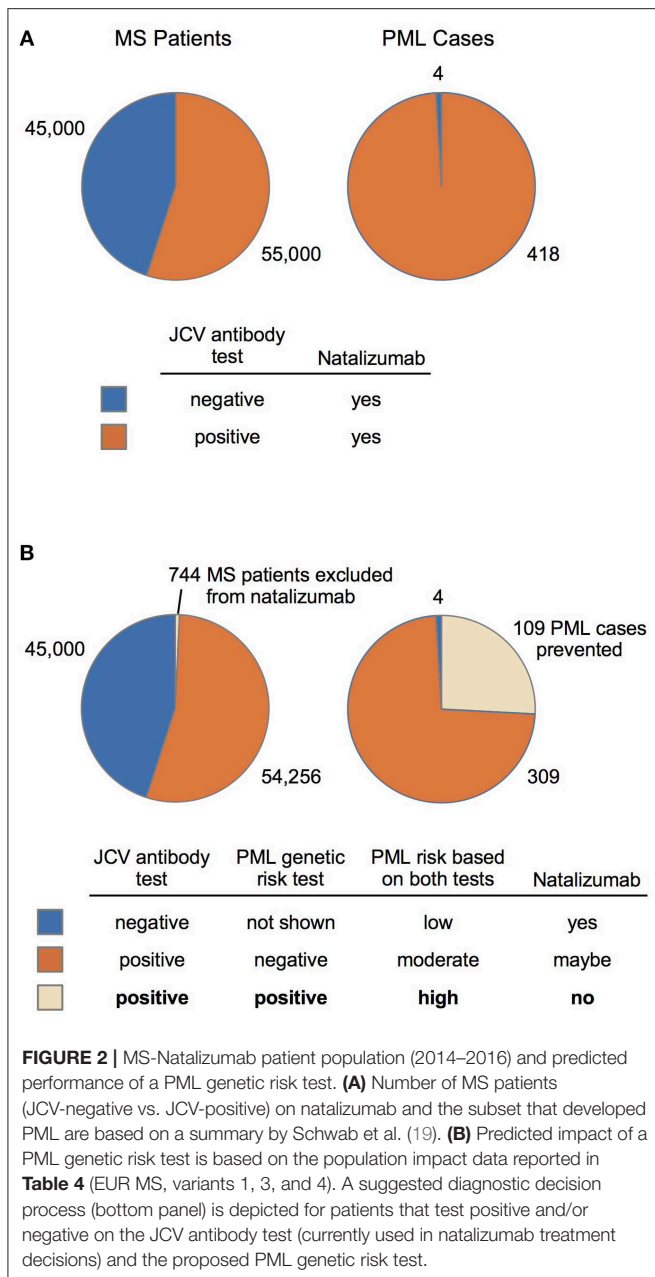 A
MS Patients PML Cases
4
45,000
55,000 418
JCV antibody
test Natalizumab
negative yes
positive yes
B
744 MS patients excluded
from natalizumab
4
45,000 109 PML cases
prevented
54,256 309
JCV antibody PML genetic PML risk based
test risk test on both tests Natalizumab
negative not shown low yes
positive negative moderate maybe
positive positive high no
FIGURE 2 | MS-Natalizumab patient population (2014–2016) and predicted
performance of a PML genetic risk test. (A) Number of MS patients
(JCV-negative vs. JCV-positive) on natalizumab and the subset that developed
PML are based on a summary by Schwab et al. (19). (B) Predicted impact of a
PML genetic risk test is based on the population impact data reported in
Table 4 (EUR MS, variants 1, 3, and 4). A suggested diagnostic decision
process (bottom panel) is depicted for patients that test positive and/or
negative on the JCV antibody test (currently used in natalizumab treatment
decisions) and the proposed PML genetic risk test.